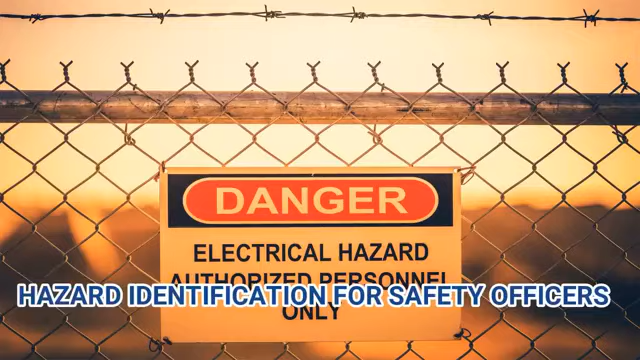 DANGER
ELECTRICAL HAZARD
AUTHORIZED PERSONNEL
HAZARD IDENTIFICATION FOR SAFETY OFFICERS
ONLY